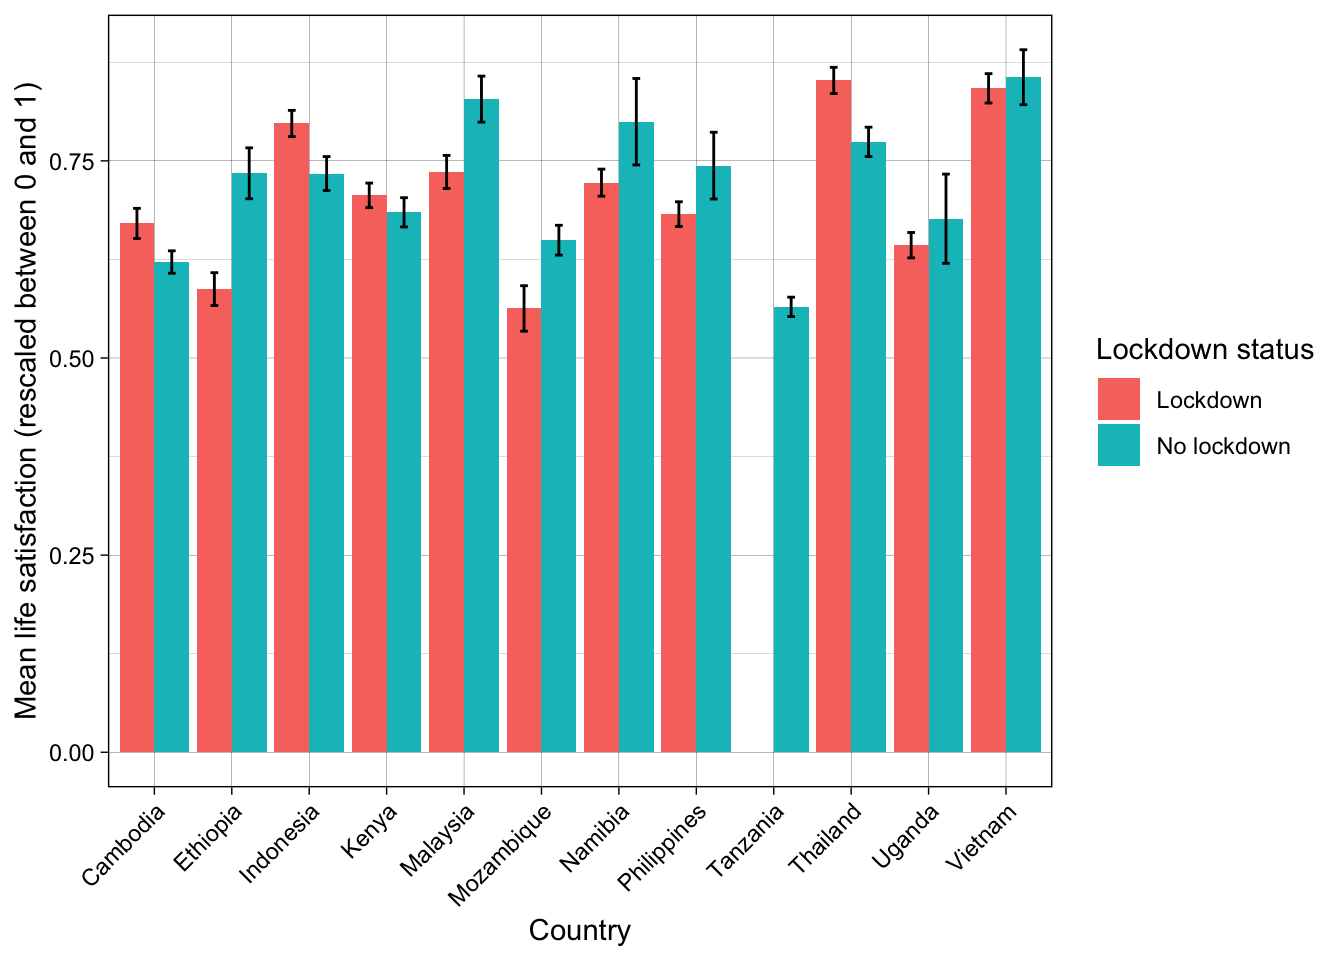 Mean life satisfaction (rescaled between 0 and 1)
0.75
0.50
0.25
0.00
Cambodia
Ethiopia
Indonesia
Kenya
Malaysia
Mozambique
Namibia
Philippines
Tanzania
Thailand
Uganda
Vietnam
Country
Lockdown status
Lockdown
No lockdown